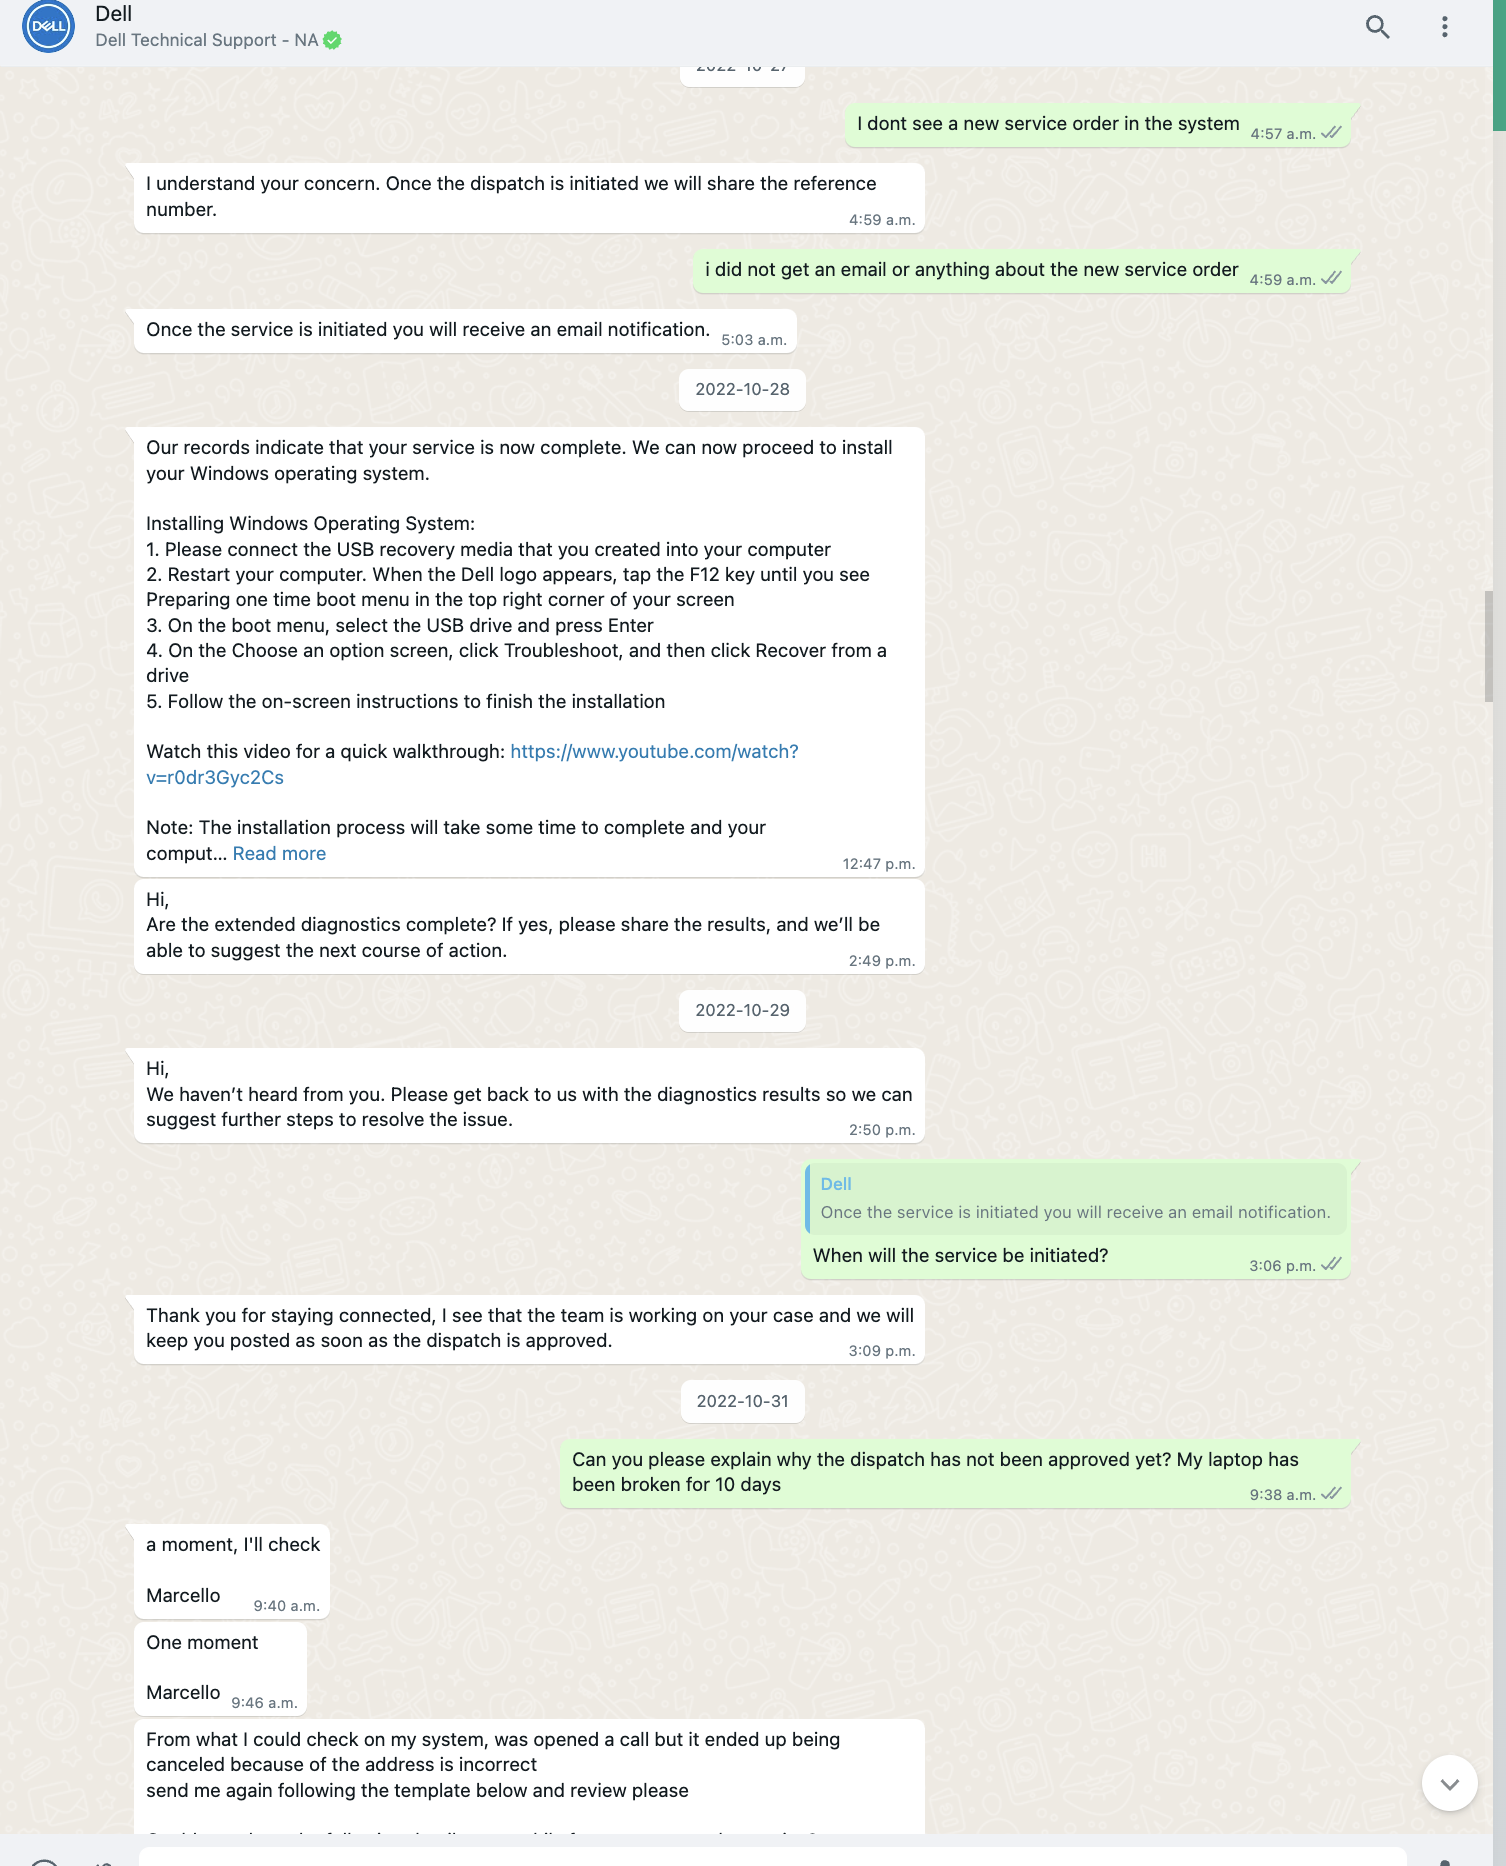 Dell
DELL
Dell Technical Support - NA
2022-10-27
I dont see a new service order in the system
4:57 a.m.
I understand your concern. Once the dispatch is initiated we will share the reference
number.
4:59 a.m.
i did not get an email or anything about the new service order
4:59 a.m.
Once the service is initiated you will receive an email notification.
5:03 a.m.
2022-10-28
Our records indicate that your service is now complete. We can now proceed to install
your Windows operating system.
Installing Windows Operating System:
1. Please connect the USB recovery media that you created into your computer
2. Restart your computer. When the Dell logo appears, tap the F12 key until you see
Preparing one time boot menu in the top right corner of your screen
3. On the boot menu, select the USB drive and press Enter
4. On the Choose an option screen, click Troubleshoot, and then click Recover from a
drive
5. Follow the on-screen instructions to finish the installation
Watch this video for a quick walkthrough: https://www.youtube.com/watch?
v=r0dr3Gyc2Cs
Note: The installation process will take some time to complete and your
comput... Read more
12:47 p.m.
Hi,
Are the extended diagnostics complete? If yes, please share the results, and we’ll be
able to suggest the next course of action.
2:49 p.m.
2022-10-29
Hi,
We haven’t heard from you. Please get back to us with the diagnostics results so we can
suggest further steps to resolve the issue.
2:50 p.m.
Dell
Once the service is initiated you will receive an email notification.
When will the service be initiated?
3:06 p.m.
Thank you for staying connected, I see that the team is working on your case and we will
keep you posted as soon as the dispatch is approved.
3:09 p.m.
2022-10-31
Can you please explain why the dispatch has not been approved yet? My laptop has
been broken for 10 days
9:38 a.m.
a moment, I'll check
Marcello
9:40 a.m.
One moment
Marcello
9:46 a.m.
From what I could check on my system, was opened a call but it ended up being
canceled because of the address is incorrect
send me again following the template below and review please